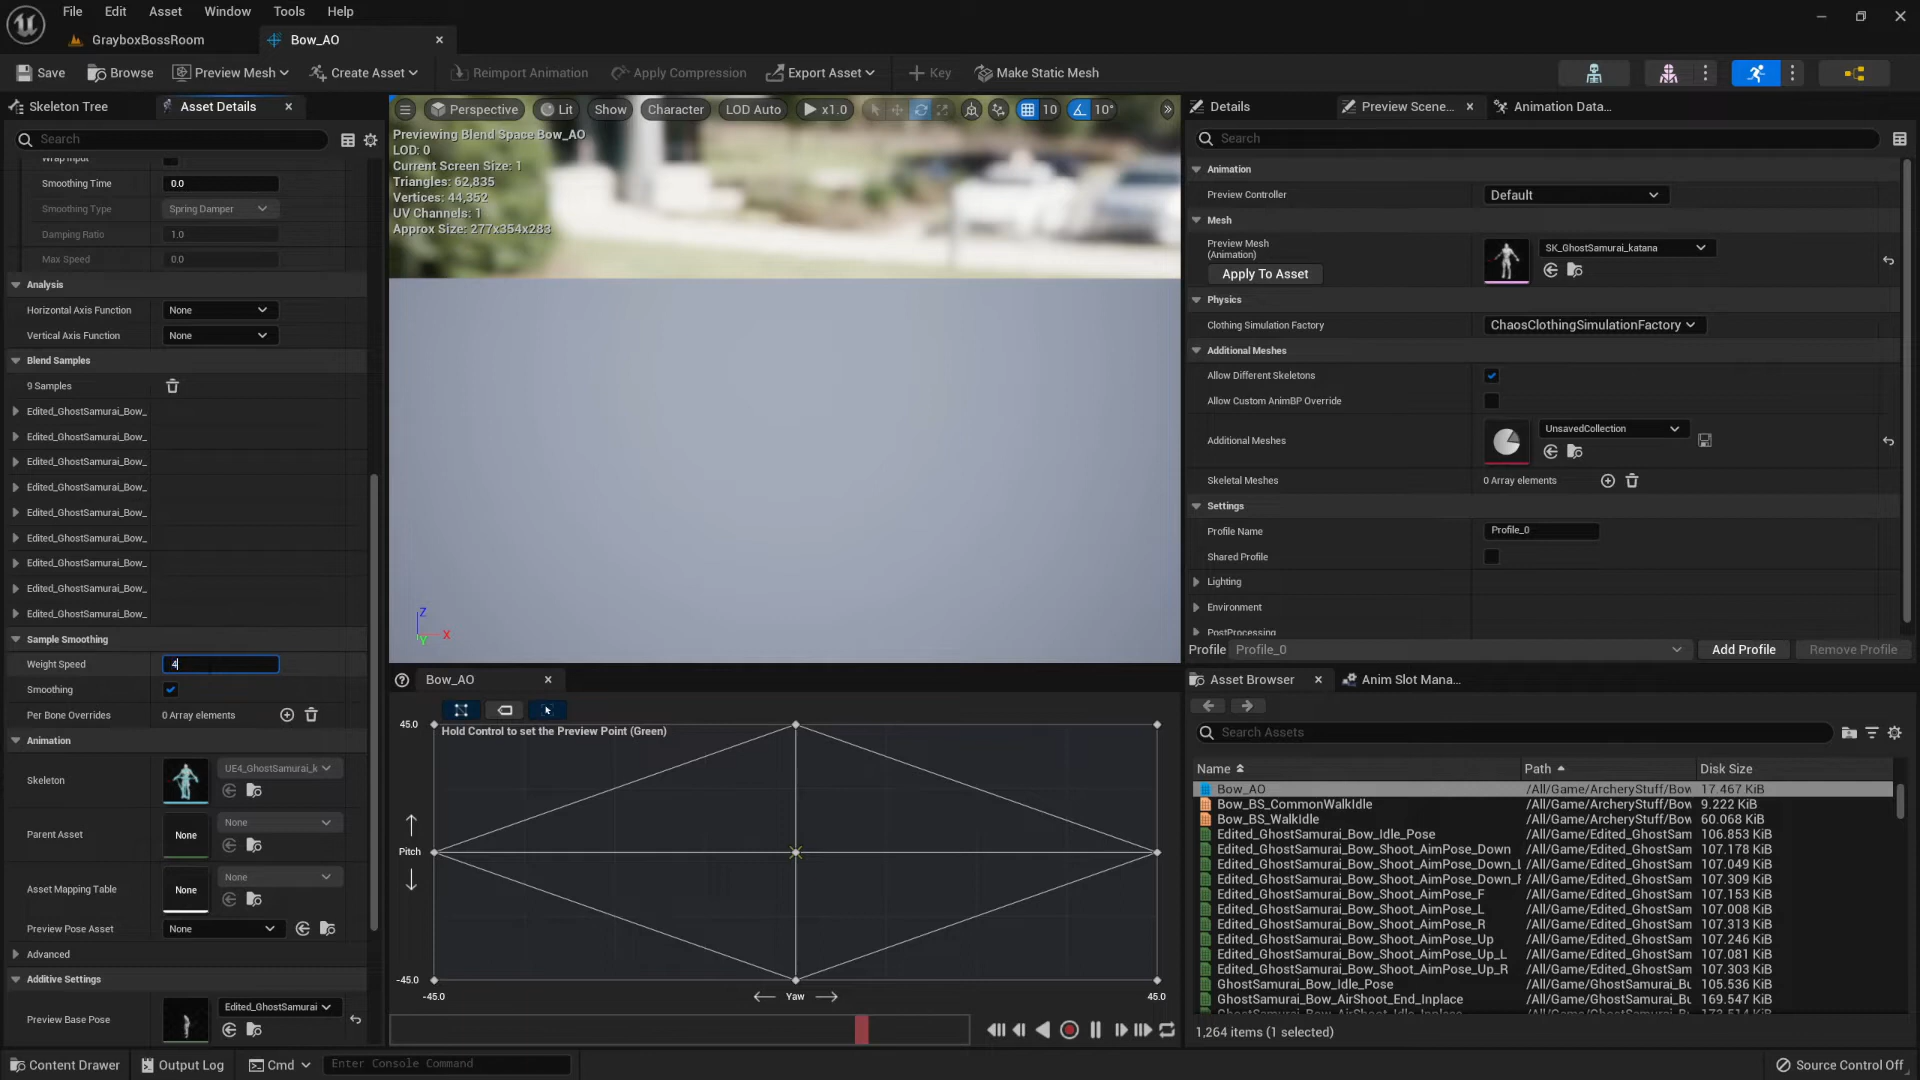 File Edit Asset Window Tools Help
GrayboxBossRoom
Bow_AO
Save Browse Preview Mesh Create Asset Reimport Animation Apply Compression Export Asset Key Make Static Mesh
Skeleton Tree Asset Details
Search
Wrap Input
Smoothing Time 0.0
Smoothing Type Spring Damper
Damping Ratio 1.0
Max Speed 0.0
Analysis
Horizontal Axis Function None
Vertical Axis Function None
Blend Samples
9 Samples
Edited_GhostSamurai_Bow_
Edited_GhostSamurai_Bow_
Edited_GhostSamurai_Bow_
Edited_GhostSamurai_Bow_
Edited_GhostSamurai_Bow_
Edited_GhostSamurai_Bow_
Edited_GhostSamurai_Bow_
Edited_GhostSamurai_Bow_
Edited_GhostSamurai_Bow_
Sample Smoothing
Weight Speed 4
Smoothing
Per Bone Overrides 0 Array elements
Animation
Skeleton UE4_GhostSamurai_k
Parent Asset None None
Asset Mapping Table None None
Preview Pose Asset None
Advanced
Additive Settings
Preview Base Pose Edited_GhostSamurai
Perspective Lit Show Character LOD Auto x1.0 10 10°
Previewing Blend Space Bow_AO
LOD: 0
Current Screen Size: 1
Triangles: 62,835
Vertices: 44,352
UV Channels: 1
Approx Size: 277x354x283
Z
X
Y
Bow_AO
45.0
Hold Control to set the Preview Point (Green)
Pitch
-45.0
-45.0 Yaw 45.0
Details Preview Scene... Animation Data...
Search
Animation
Preview Controller Default
Mesh
Preview Mesh
(Animation)
SK_GhostSamurai_katana
Apply To Asset
Physics
Clothing Simulation Factory ChaosClothingSimulationFactory
Additional Meshes
Allow Different Skeletons
Allow Custom AnimBP Override
Additional Meshes UnsavedCollection
Skeletal Meshes 0 Array elements
Settings
Profile Name Profile_0
Shared Profile
Lighting
Environment
PostProcessing
Profile Profile_0 Add Profile Remove Profile
Asset Browser Anim Slot Mana...
Search Assets
Name Path Disk Size
Bow_AO /All/Game/ArcheryStuff/Bow 17.467 KiB
Bow_BS_CommonWalkIdle /All/Game/ArcheryStuff/Bow 9.222 KiB
Bow_BS_WalkIdle /All/Game/ArcheryStuff/Bow 60.068 KiB
Edited_GhostSamurai_Bow_Idle_Pose /All/Game/Edited_GhostSam 106.853 KiB
Edited_GhostSamurai_Bow_Shoot_AimPose_Down /All/Game/Edited_GhostSam 107.178 KiB
Edited_GhostSamurai_Bow_Shoot_AimPose_Down_L /All/Game/Edited_GhostSam 107.049 KiB
Edited_GhostSamurai_Bow_Shoot_AimPose_Down_F /All/Game/Edited_GhostSam 107.309 KiB
Edited_GhostSamurai_Bow_Shoot_AimPose_F /All/Game/Edited_GhostSam 107.153 KiB
Edited_GhostSamurai_Bow_Shoot_AimPose_L /All/Game/Edited_GhostSam 107.008 KiB
Edited_GhostSamurai_Bow_Shoot_AimPose_R /All/Game/Edited_GhostSam 107.313 KiB
Edited_GhostSamurai_Bow_Shoot_AimPose_Up /All/Game/Edited_GhostSam 107.246 KiB
Edited_GhostSamurai_Bow_Shoot_AimPose_Up_L /All/Game/Edited_GhostSam 107.081 KiB
Edited_GhostSamurai_Bow_Shoot_AimPose_Up_R /All/Game/Edited_GhostSam 107.303 KiB
GhostSamurai_Bow_Idle_Pose /All/Game/GhostSamurai_Bu 105.536 KiB
GhostSamurai_Bow_AirShoot_End_Inplace /All/Game/GhostSamurai_Bu 169.547 KiB
1,264 items (1 selected)
Content Drawer Output Log Cmd Enter Console Command Source Control Off